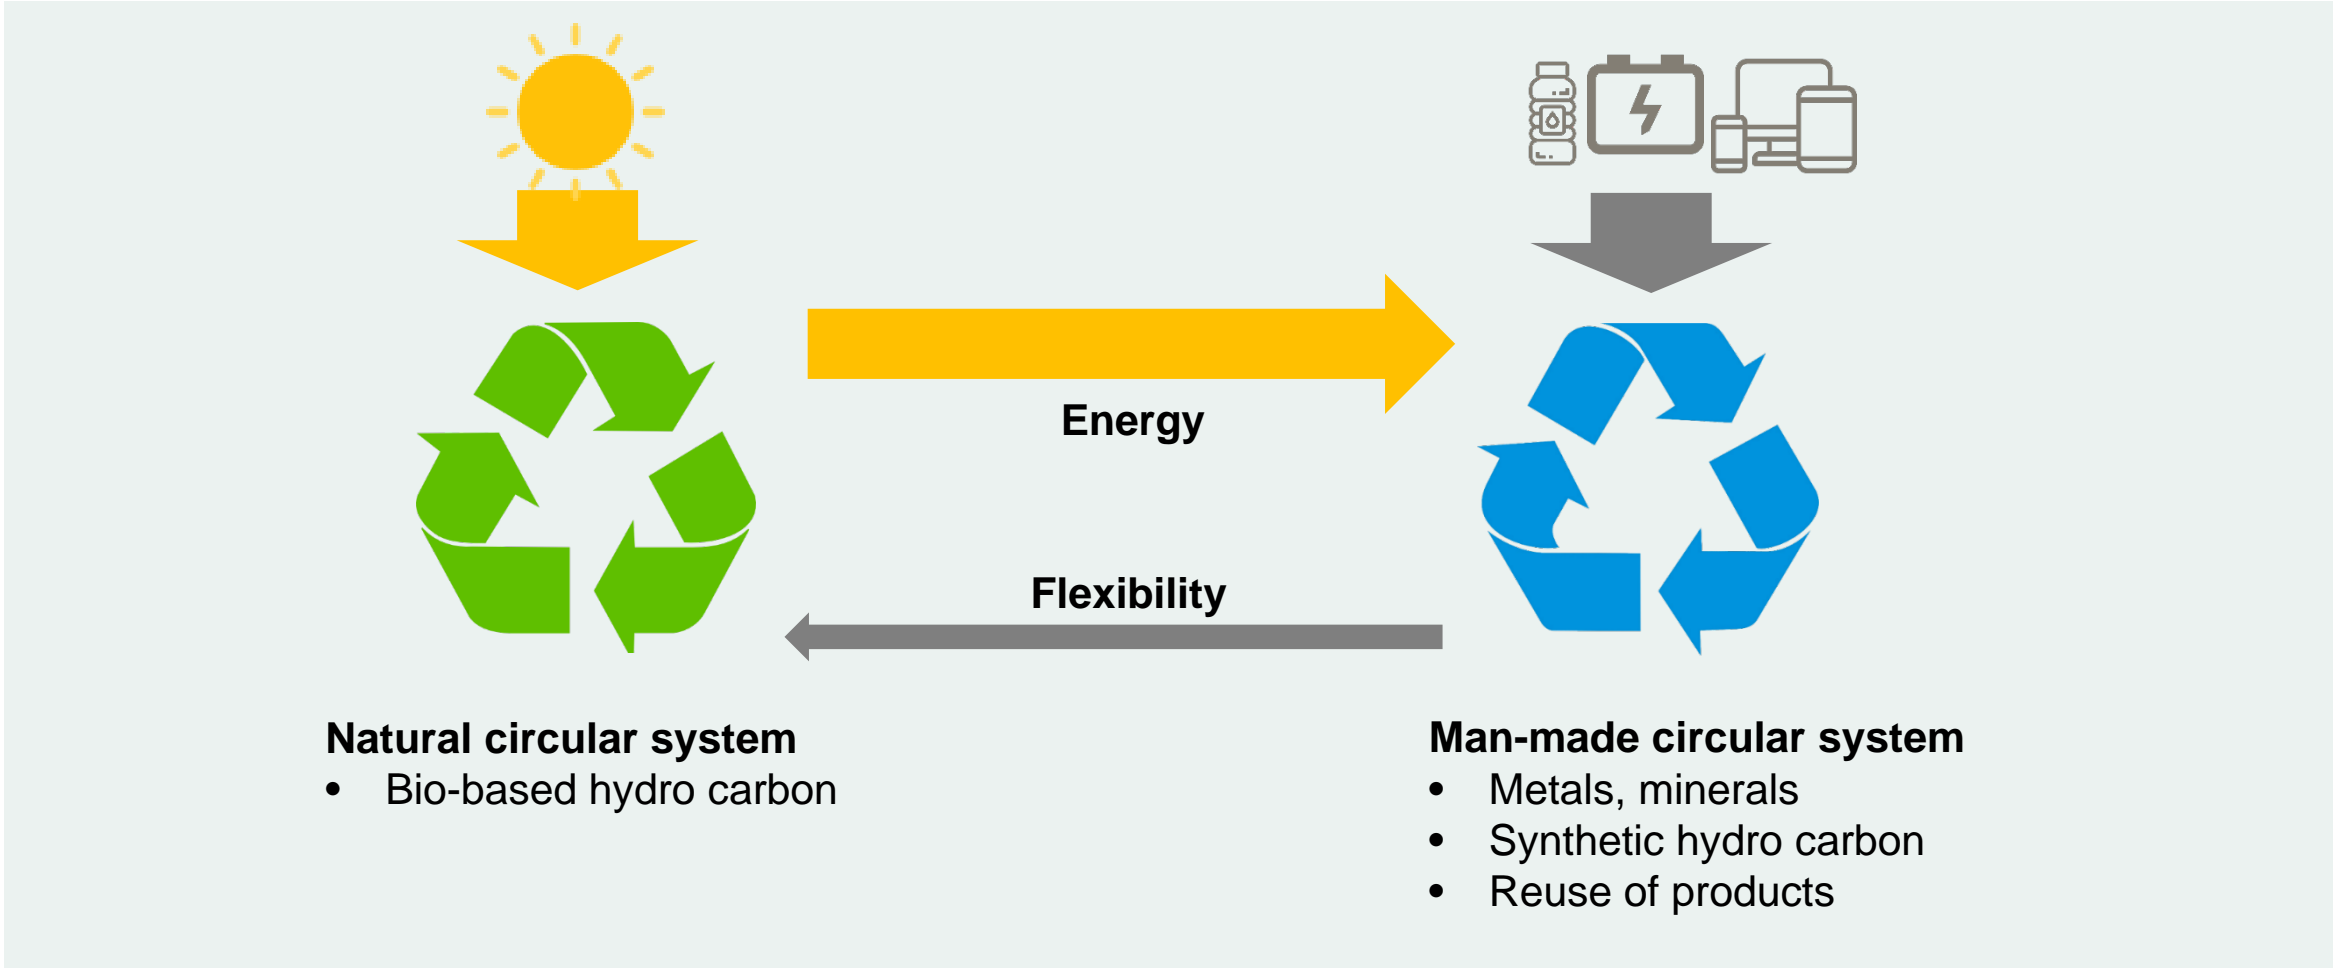 Energy
Flexibility
Natural circular system
• Bio-based hydro carbon
Man-made circular system
• Metals, minerals
• Synthetic hydro carbon
• Reuse of products